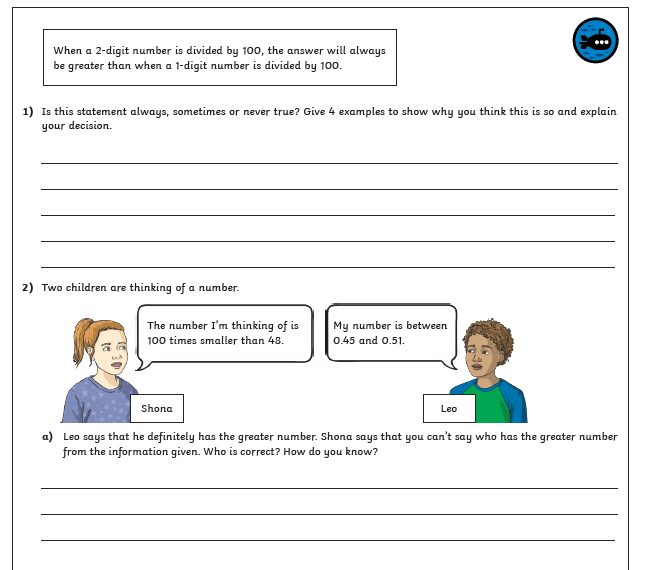 When a 2-digit number is divided by 100, the answer will always
be greater than when a 1-digit number is divided by 100.
1) Is this statement always, sometimes or never true? Give 4 examples to show why you think this is so and explain
your decision.
2) Two children are thinking of a number.
The number I'm thinking of is
100 times smaller than 48.
My number is between
0.45 and 0.51.
Shona
Leo
a) Leo says that he definitely has the greater number. Shona says that you can't say who has the greater number
from the information given. Who is correct? How do you know?